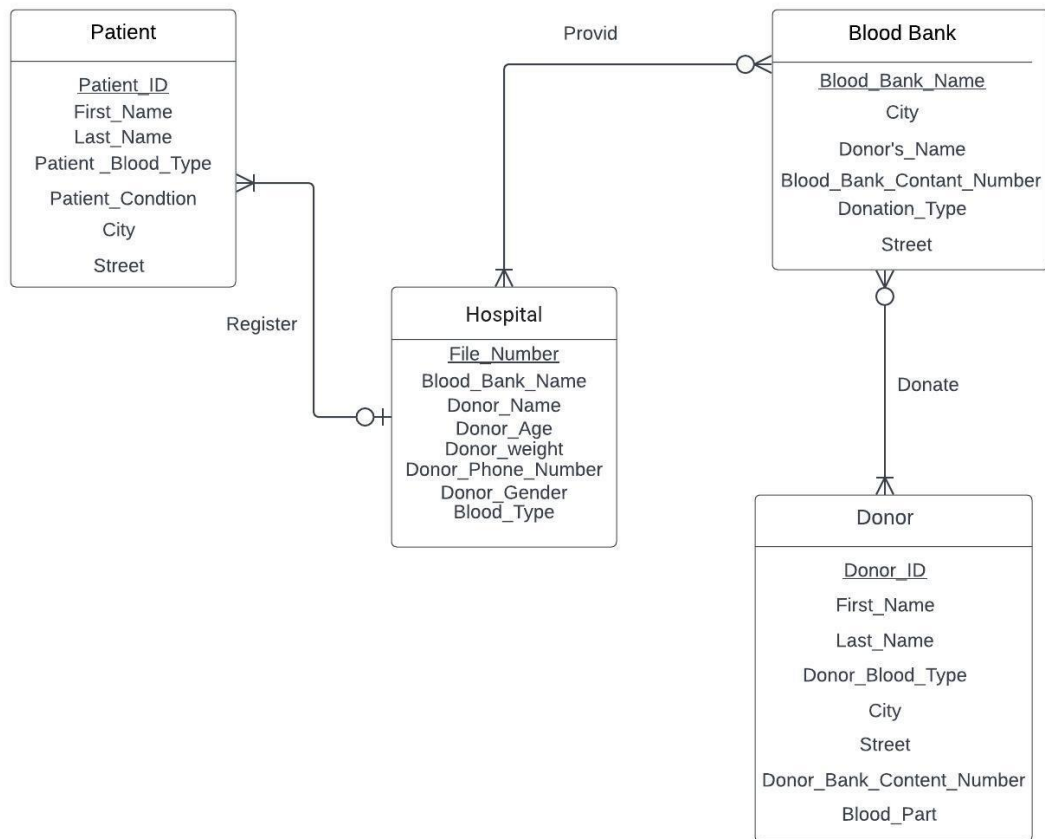 Patient
Patient_ID
First_Name
Last_Name
Patient _Blood_Type
Patient_Condtion
City
Street
Register
Provid
Hospital
File_Number
Blood_Bank_Name
Donor_Name
Donor_Age
Donor_weight
Donor_Phone_Number
Donor_Gender
Blood_Type
Blood Bank
Blood_Bank_Name
City
Donor's_Name
Blood_Bank_Contant_Number
Donation_Type
Street
Donate
Donor
Donor_ID
First_Name
Last_Name
Donor_Blood_Type
City
Street
Donor_Bank_Content_Number
Blood_Part